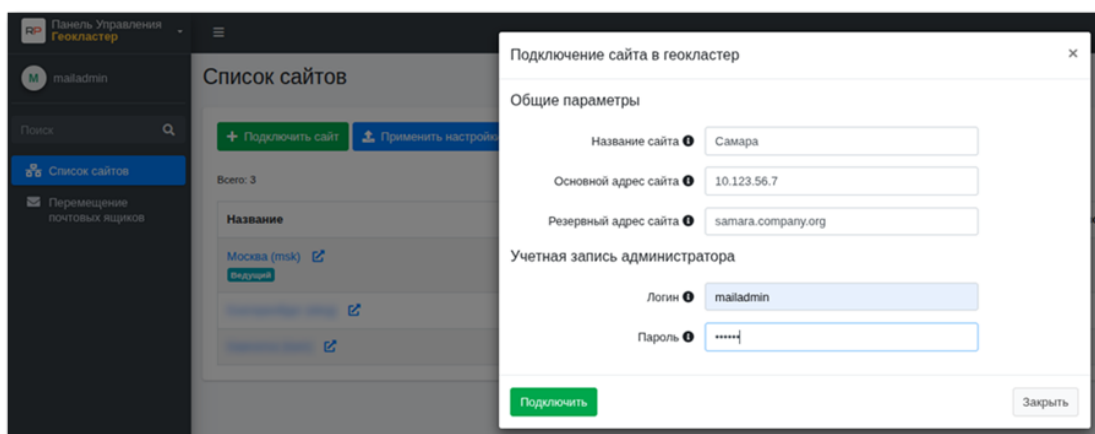 RP
Панель Управления
Геокластер
M
mailadmin
Поиск
Список сайтов
Перемещение
почтовых ящиков
Список сайтов
+ Подключить сайт
Применить настройки
Всего: 3
Название
Москва (msk)
Ведущий
Подключение сайта в геокластер
×
Общие параметры
Название сайта
Самара
Основной адрес сайта
10.123.56.7
Резервный адрес сайта
samara.company.org
Учетная запись администратора
Логин
mailadmin
Пароль
••••••
Подключить
Закрыть